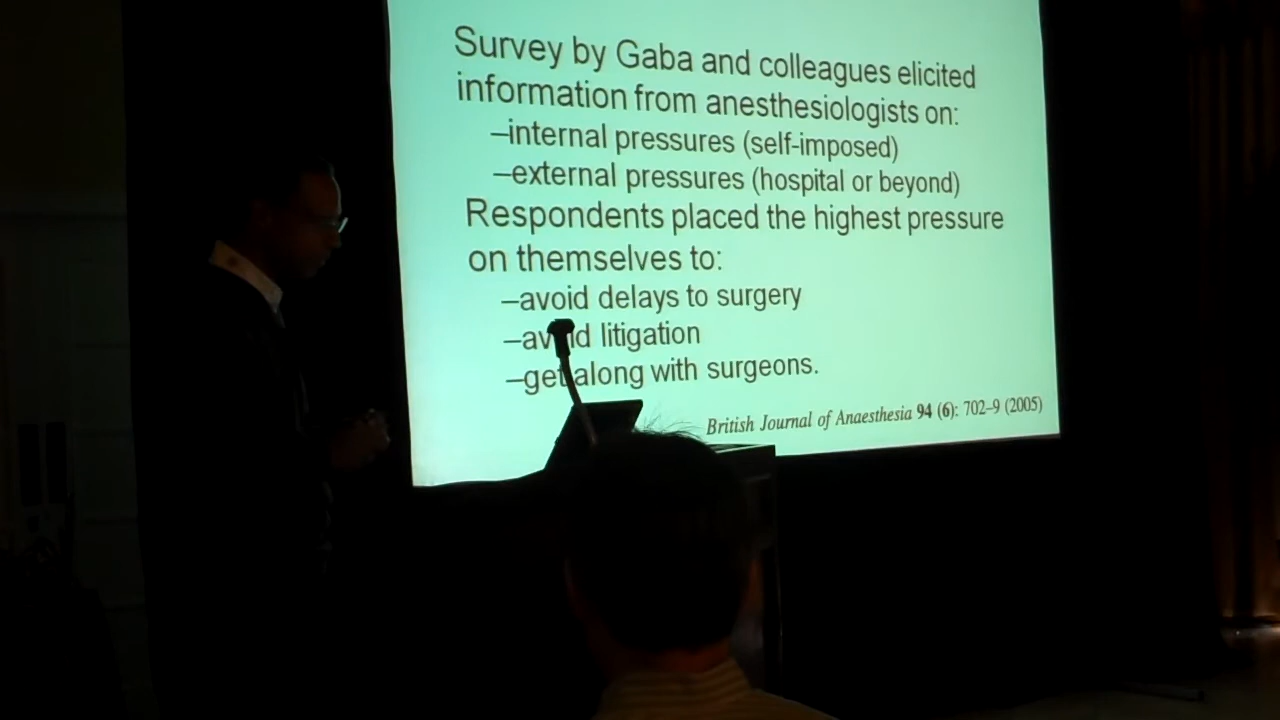 Survey by Gaba and colleagues elicited
information from anesthesiologists on:
–internal pressures (self-imposed)
–external pressures (hospital or beyond)
Respondents placed the highest pressure
on themselves to:
–avoid delays to surgery
–avoid litigation
–get along with surgeons.
British Journal of Anaesthesia 94 (6): 702–9 (2005)